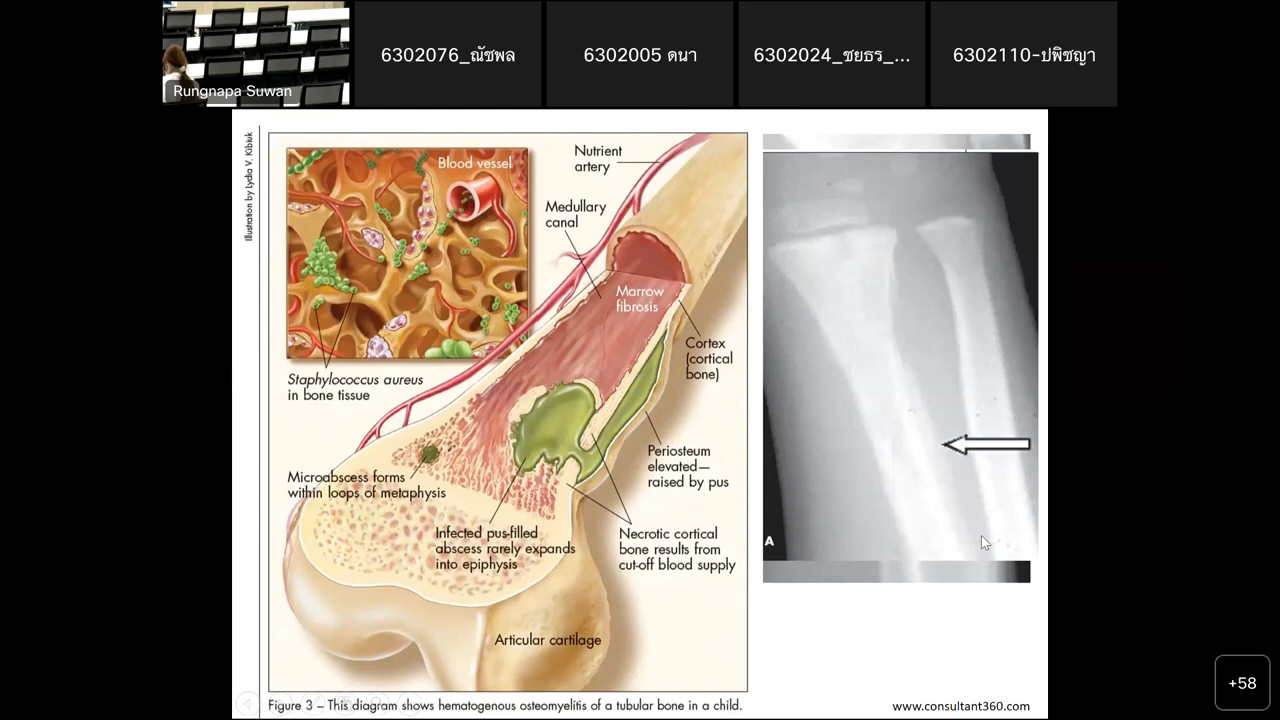 Rungnapa Suwan
6302076_ณัชพล
6302005 ดนา
6302024_ชยธร_...
6302110-ปพิชญา
Illustration by Lydia V. Kibiuk
Blood vessel
Nutrient
artery
Medullary
canal
Marrow
fibrosis
Cortex
(cortical
bone)
Staphylococcus aureus
in bone tissue
Periosteum
elevated—
raised by pus
Microabscess forms
within loops of metaphysis
Infected pus-filled
abscess rarely expands
into epiphysis
Necrotic cortical
bone results from
cut-off blood supply
Articular cartilage
A
Figure 3 – This diagram shows hematogenous osteomyelitis of a tubular bone in a child.
www.consultant360.com
+58